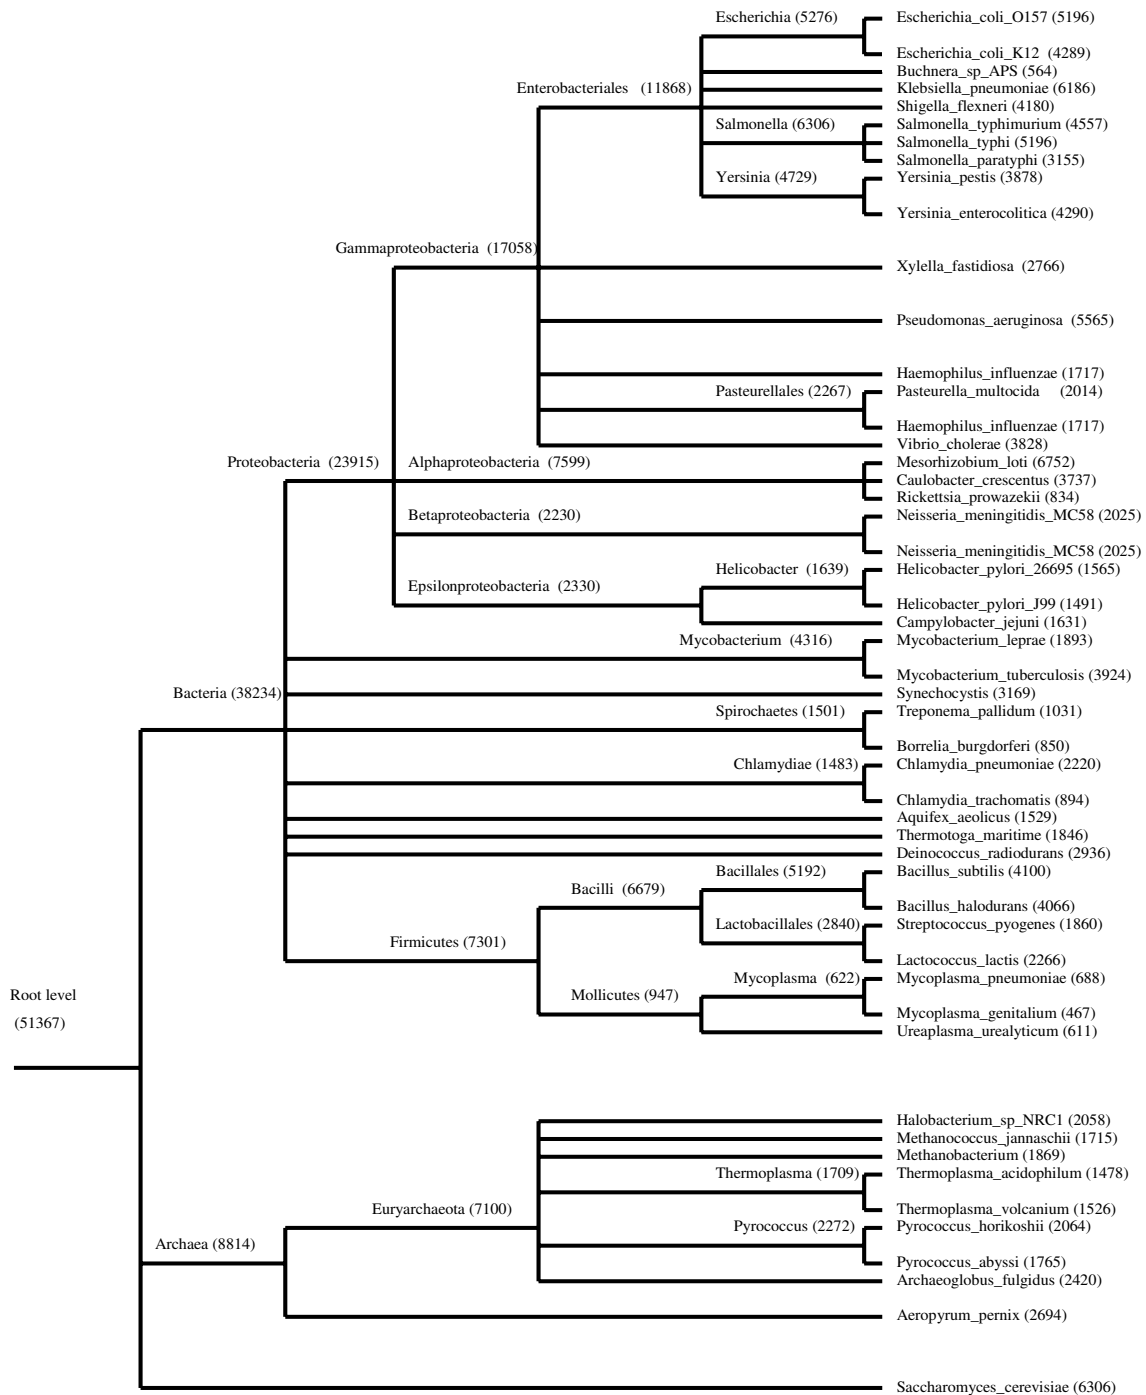 Escherichia (5276) Escherichia_coli_O157 (5196)
Escherichia_coli_K12 (4289)
Buchnera_sp_APS (564)
Enterobacteriales (11868) Klebsiella_pneumoniae (6186)
Shigella_flexneri (4180)
Salmonella (6306) Salmonella_typhimurium (4557)
Salmonella_typhi (5196)
Salmonella_paratyphi (3155)
Yersinia (4729) Yersinia_pestis (3878)
Yersinia_enterocolitica (4290)
Gammaproteobacteria (17058)
Xylella_fastidiosa (2766)
Pseudomonas_aeruginosa (5565)
Haemophilus_influenzae (1717)
Pasteurellales (2267) Pasteurella_multocida (2014)
Haemophilus_influenzae (1717)
Vibrio_cholerae (3828)
Proteobacteria (23915) Alphaproteobacteria (7599) Mesorhizobium_loti (6752)
Caulobacter_crescentus (3737)
Rickettsia_prowazekii (834)
Betaproteobacteria (2230) Neisseria_meningitidis_MC58 (2025)
Neisseria_meningitidis_MC58 (2025)
Helicobacter (1639) Helicobacter_pylori_26695 (1565)
Epsilonproteobacteria (2330)
Helicobacter_pylori_J99 (1491)
Campylobacter_jejuni (1631)
Mycobacterium (4316) Mycobacterium_leprae (1893)
Mycobacterium_tuberculosis (3924)
Bacteria (38234) Synechocystis (3169)
Spirochaetes (1501) Treponema_pallidum (1031)
Borrelia_burgdorferi (850)
Chlamydiae (1483) Chlamydia_pneumoniae (2220)
Chlamydia_trachomatis (894)
Aquifex_aeolicus (1529)
Thermotoga_maritime (1846)
Deinococcus_radiodurans (2936)
Bacillales (5192) Bacillus_subtilis (4100)
Bacilli (6679)
Bacillus_halodurans (4066)
Lactobacillales (2840) Streptococcus_pyogenes (1860)
Firmicutes (7301)
Lactococcus_lactis (2266)
Mycoplasma (622) Mycoplasma_pneumoniae (688)
Root level Mollicutes (947)
Mycoplasma_genitalium (467)
(51367)
Ureaplasma_urealyticum (611)
Halobacterium_sp_NRC1 (2058)
Methanococcus_jannaschii (1715)
Methanobacterium (1869)
Thermoplasma (1709) Thermoplasma_acidophilum (1478)
Euryarchaeota (7100) Thermoplasma_volcanium (1526)
Pyrococcus (2272) Pyrococcus_horikoshii (2064)
Archaea (8814)
Pyrococcus_abyssi (1765)
Archaeoglobus_fulgidus (2420)
Aeropyrum_pernix (2694)
Saccharomyces_cerevisiae (6306)